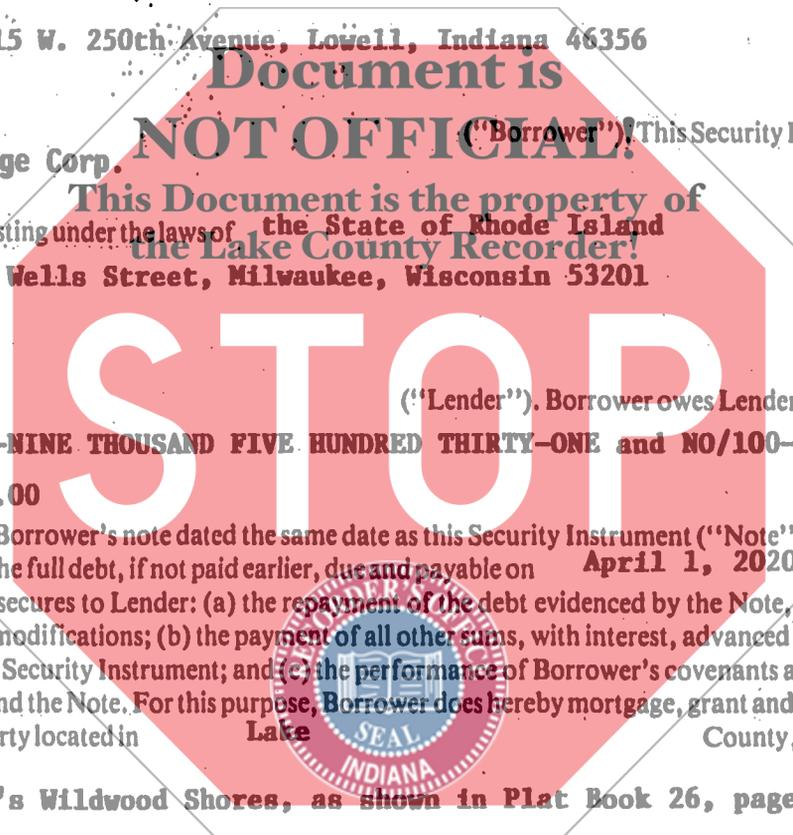 15 W. 250th Avenue, Lowell, Indiana 46356
Document is
NOT OFFICIAL!
("Borrower"). This Security
ge Corp.
This Document is the property of
sting under the laws of the State of Rhode Island
the Lake County Recorder!
Wells Street, Milwaukee, Wisconsin 53201
STOP
("Lender"). Borrower owes Lender
-NINE THOUSAND FIVE HUNDRED THIRTY-ONE and NO/100-
.00
Borrower's note dated the same date as this Security Instrument ("Note"
he full debt, if not paid earlier, due and payable on April 1, 2020
secures to Lender: (a) the repayment of the debt evidenced by the Note,
modifications; (b) the payment of all other sums, with interest, advanced
Security Instrument; and (c) the performance of Borrower's covenants a
nd the Note. For this purpose, Borrower does hereby mortgage, grant and
rty located in Lake County,
RECORDER'S OFFICE
SEAL
INDIANA
's Wildwood Shores, as shown in Plat Book 26, page